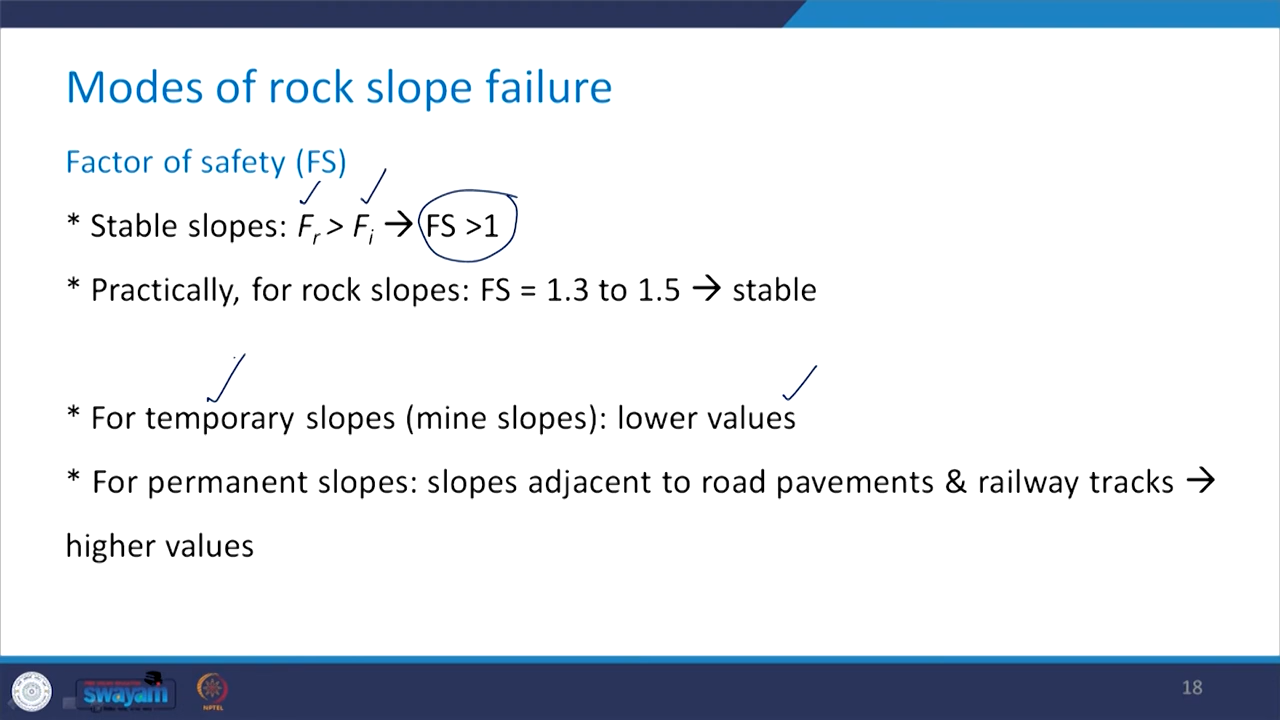 Modes of rock slope failure
Factor of safety (FS)
* Stable slopes: Fr > Fi → FS >1
* Practically, for rock slopes: FS = 1.3 to 1.5 → stable
* For temporary slopes (mine slopes): lower values
* For permanent slopes: slopes adjacent to road pavements & railway tracks →
higher values
swayam
NPTEL
18